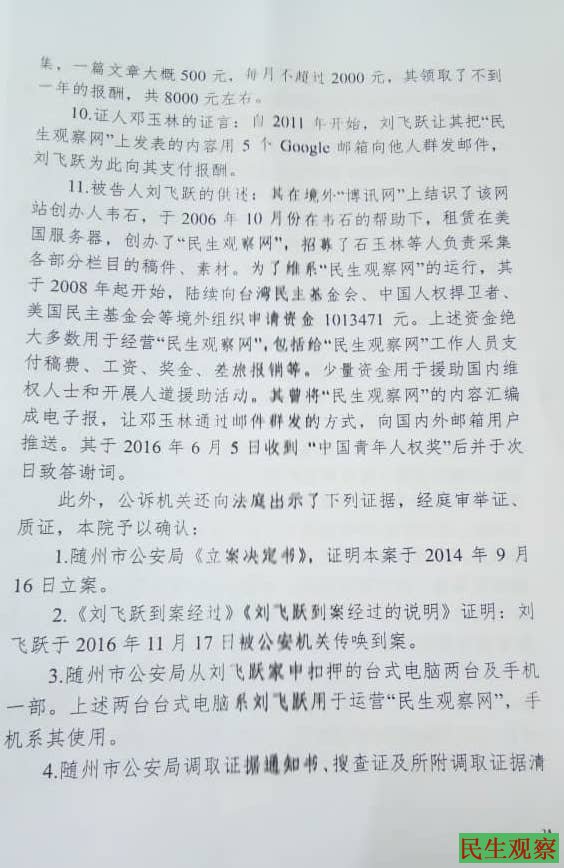 集，一篇文章大概 500 元，每月不超过 2000 元，其领取了不到
一年的报酬，共 8000 元左右。
10.证人邓玉林的证言：自 2011 年开始，刘飞跃让其把“民
生观察网”上发表的内容用 5 个 Google 邮箱向他人群发邮件，
刘飞跃为此向其支付报酬。
11.被告人刘飞跃的供述：其在境外“博讯网”上结识了该网
站创办人韦石，于 2006 年 10 月份在韦石的帮助下，租赁在美
国服务器，创办了“民生观察网”，招募了石玉林等人负责采集
各部分栏目的稿件、素材。为了维系“民生观察网”的运行，其
于 2008 年起开始，陆续向台湾民主基金会、中国人权捍卫者、
美国民主基金会等境外组织申请资金 1013471 元。上述资金绝
大多数用于经营“民生观察网”，包括给“民生观察网”工作人员支
付稿费、工资、奖金、差旅报销等。少量资金用于援助国内维
权人士和开展人道援助活动。其曾将“民生观察网”的内容汇编
成电子报，让邓玉林通过邮件群发的方式，向国内外邮箱用户
推送。其于 2016 年 6 月 5 日收到 “中国青年人权奖”后并于次
日致答谢词。
此外，公诉机关还向法庭出示了下列证据，经庭审举证、
质证，本院予以确认：
1.随州市公安局《立案决定书》，证明本案于 2014 年 9 月
16 日立案。
2.《刘飞跃到案经过》《刘飞跃到案经过的说明》证明：刘
飞跃于 2016 年 11 月 17 日被公安机关传唤到案。
3.随州市公安局从刘飞跃家中扣押的台式电脑两台及手机
一部。上述两台台式电脑系刘飞跃用于运营“民生观察网”，手
机系其使用。
4.随州市公安局调取证据通知书、搜查证及所附调取证据清
民生观察